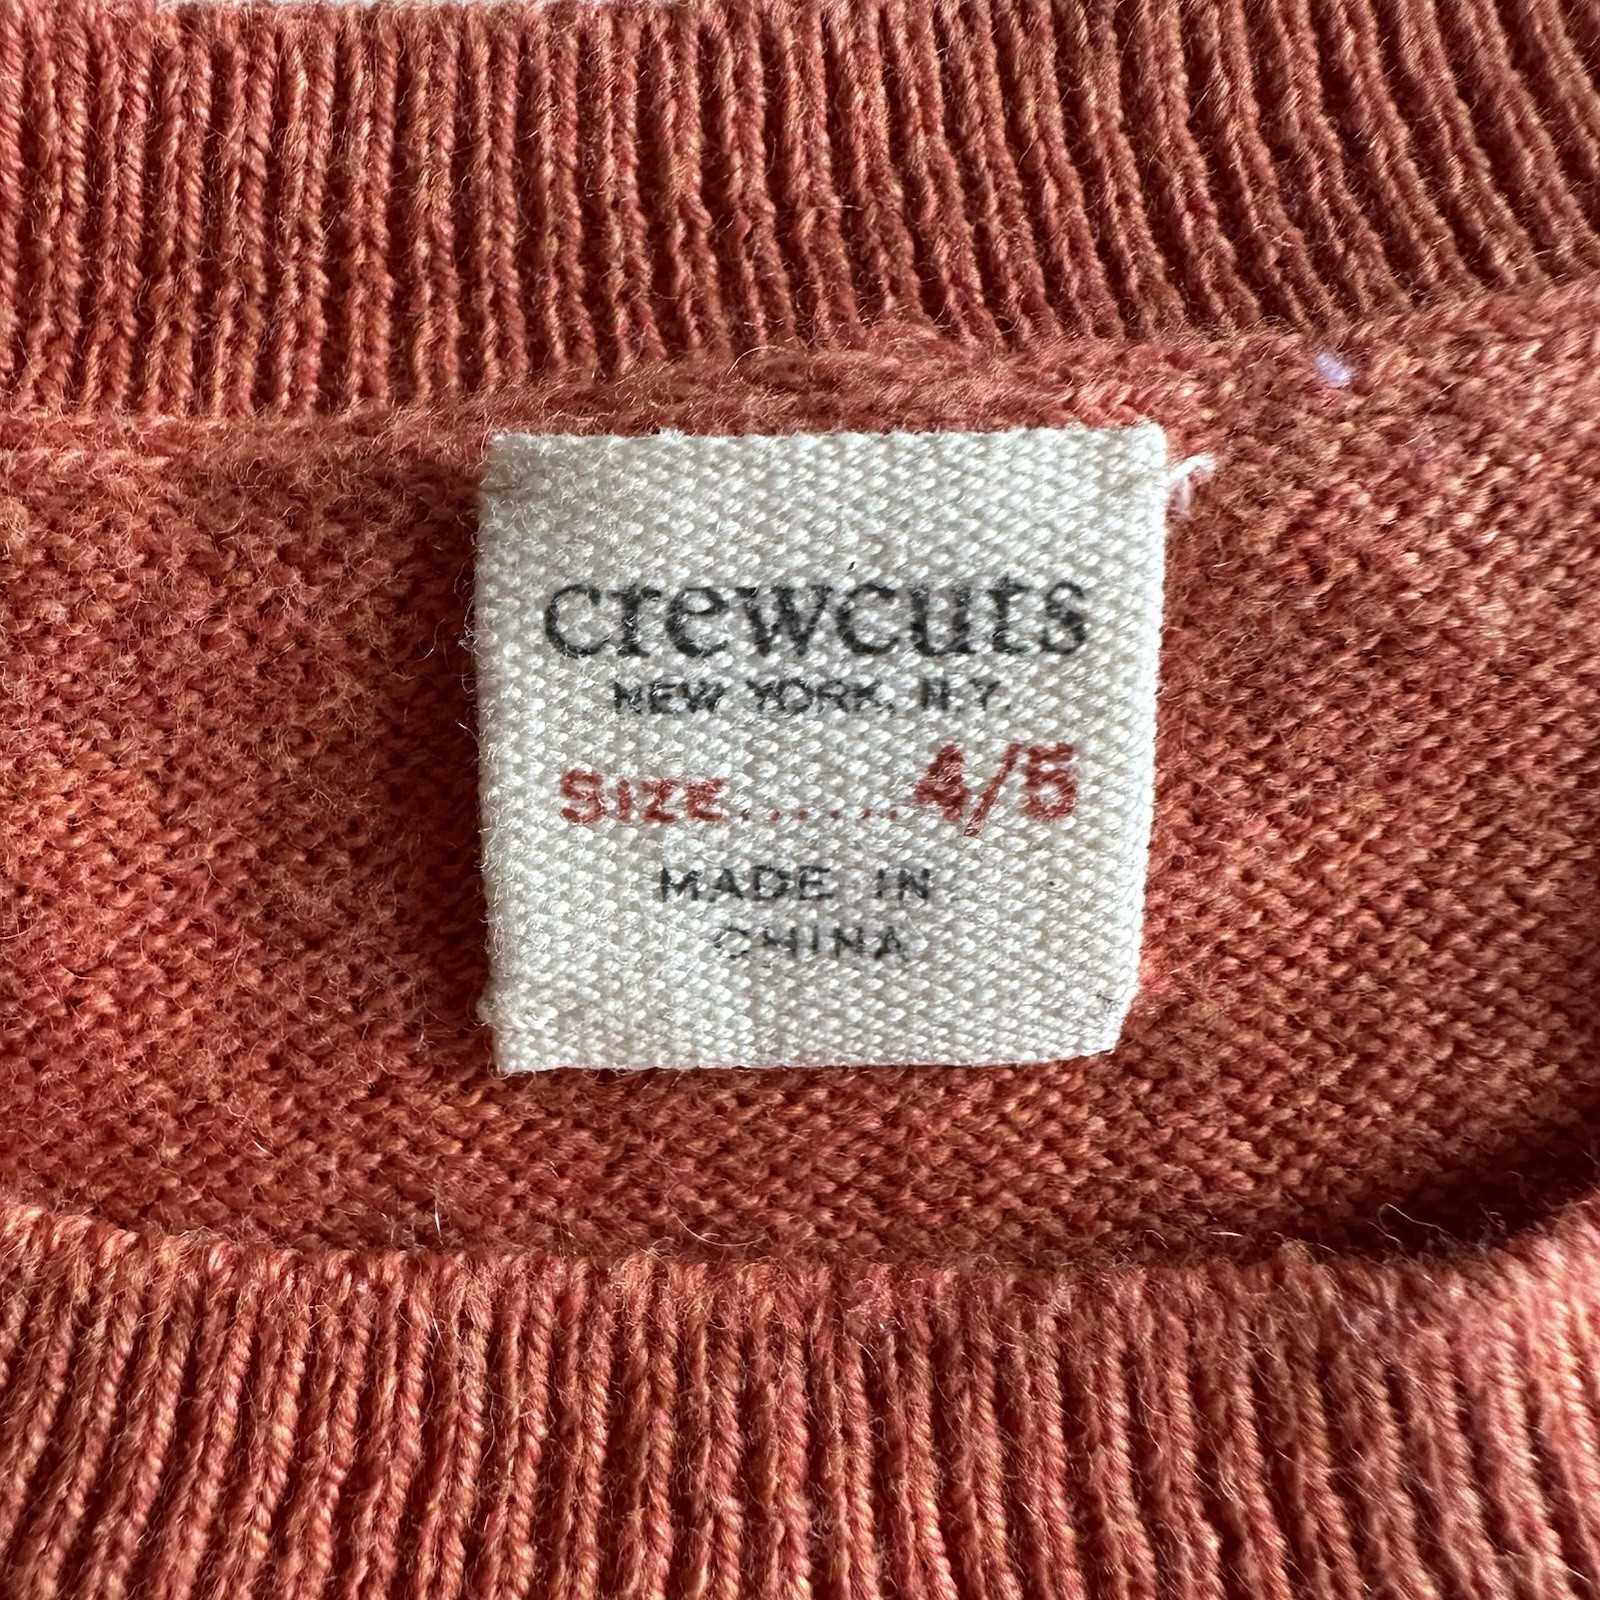 crewcuts
NEW YORK, N.Y.
SIZE......4/5
MADE IN
CHINA